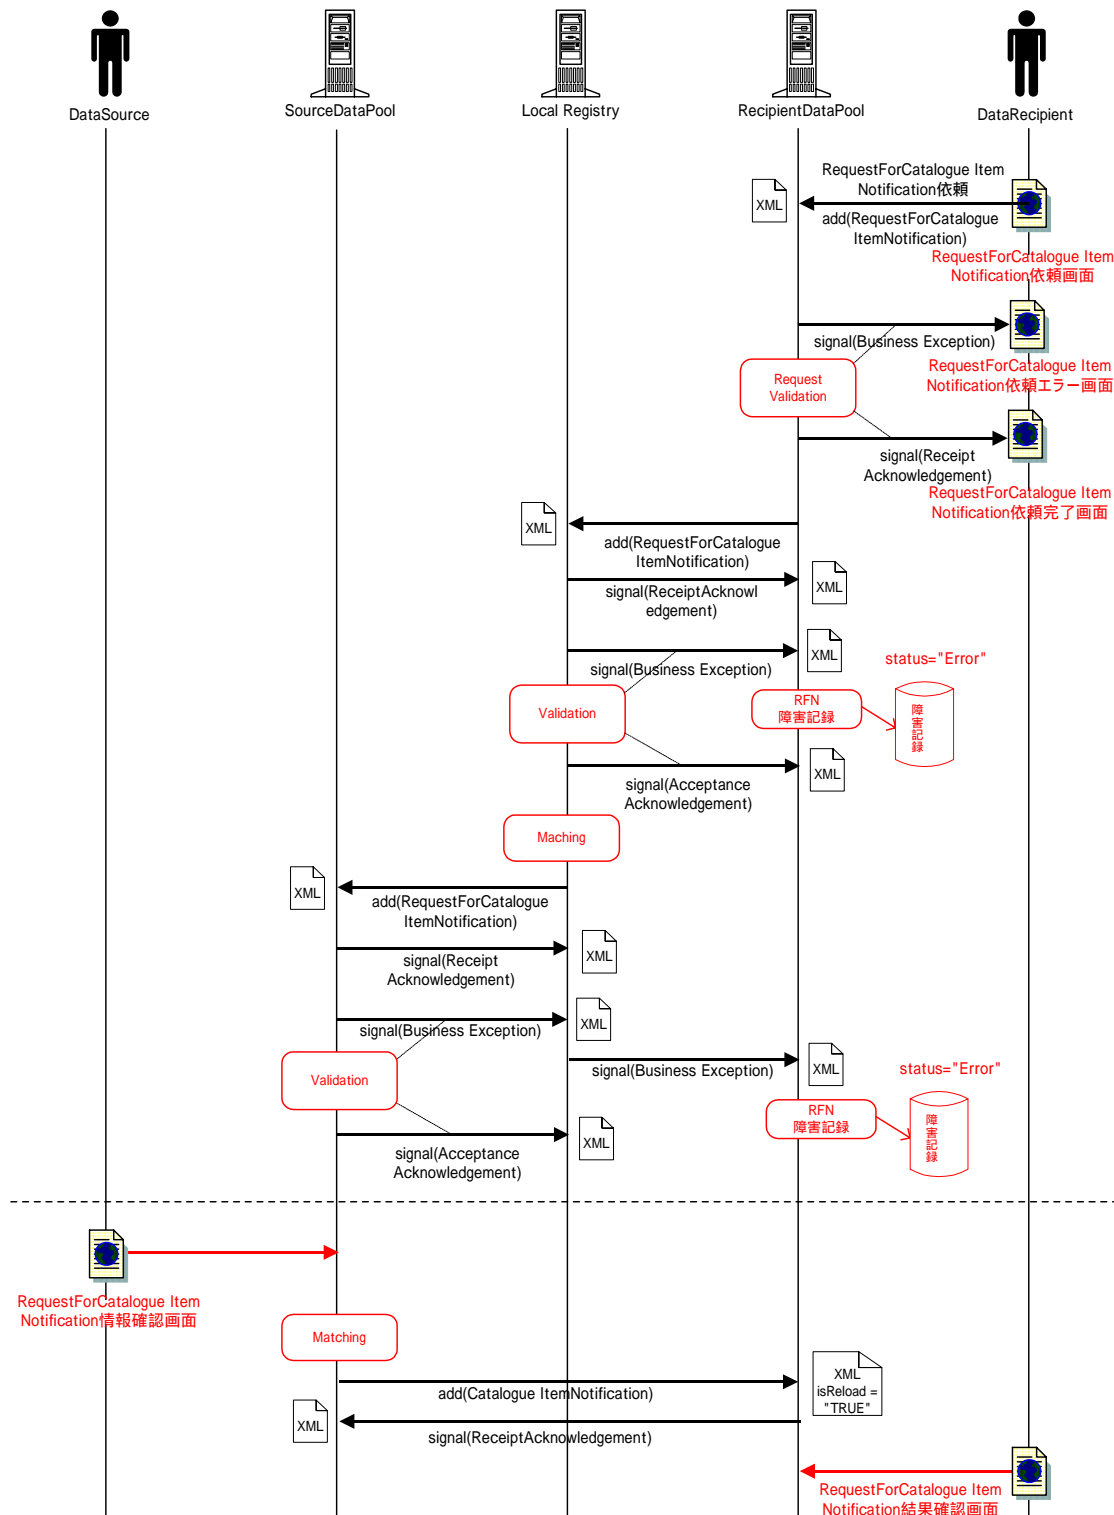 DataSource
SourceDataPool
Local Registry
RecipientDataPool
DataRecipient
RequestForCatalogue Item
Notification依頼
XML
add(RequestForCatalogue
ItemNotification)
RequestForCatalogue Item
Notification依頼画面
signal(Business Exception)
RequestForCatalogue Item
Notification依頼エラー画面
Request
Validation
signal(Receipt
Acknowledgement)
RequestForCatalogue Item
Notification依頼完了画面
XML
add(RequestForCatalogue
ItemNotification)
XML
signal(ReceiptAcknowl
edgement)
XML
signal(Business Exception)
status="Error"
Validation
RFN
障害記録
障害記録
XML
signal(Acceptance
Acknowledgement)
Maching
XML
add(RequestForCatalogue
ItemNotification)
XML
signal(Receipt
Acknowledgement)
XML
signal(Business Exception)
XML
signal(Business Exception)
status="Error"
Validation
RFN
障害記録
障害記録
XML
signal(Acceptance
Acknowledgement)
RequestForCatalogue Item
Notification情報確認画面
Matching
XML
isReload =
"TRUE"
add(Catalogue ItemNotification)
XML
signal(ReceiptAcknowledgement)
RequestForCatalogue Item
Notification結果確認画面